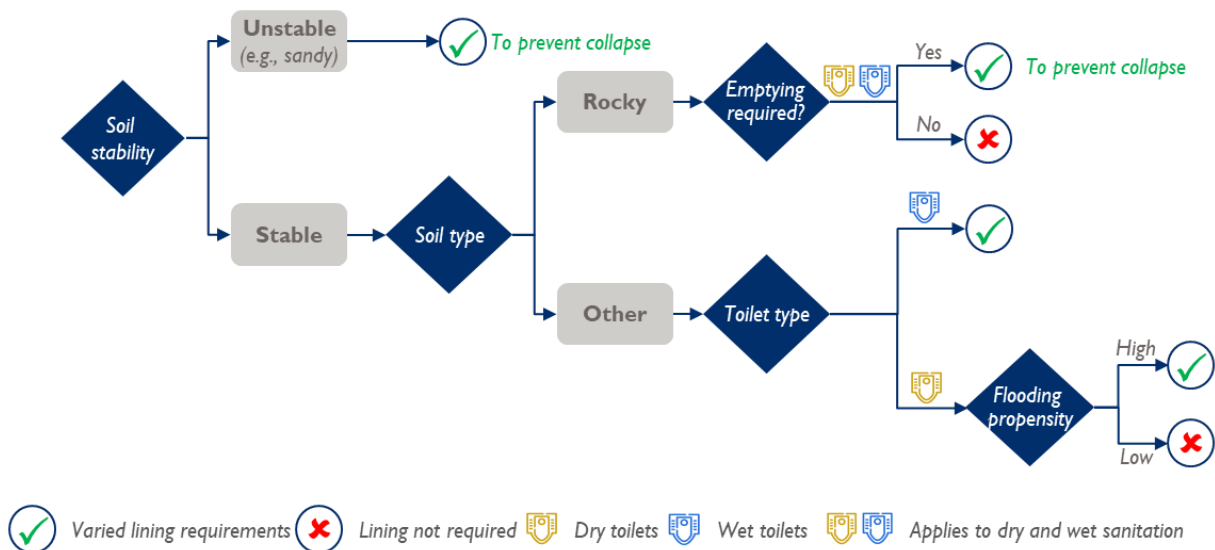 Unstable
(e.g., sandy)
To prevent collapse
Soil
stability
Stable
Soil type
Rocky
Emptying
required?
Yes
To prevent collapse
No
Other
Toilet type
Flooding
propensity
High
Low
Varied lining requirements
Lining not required
Dry toilets
Wet toilets
Applies to dry and wet sanitation